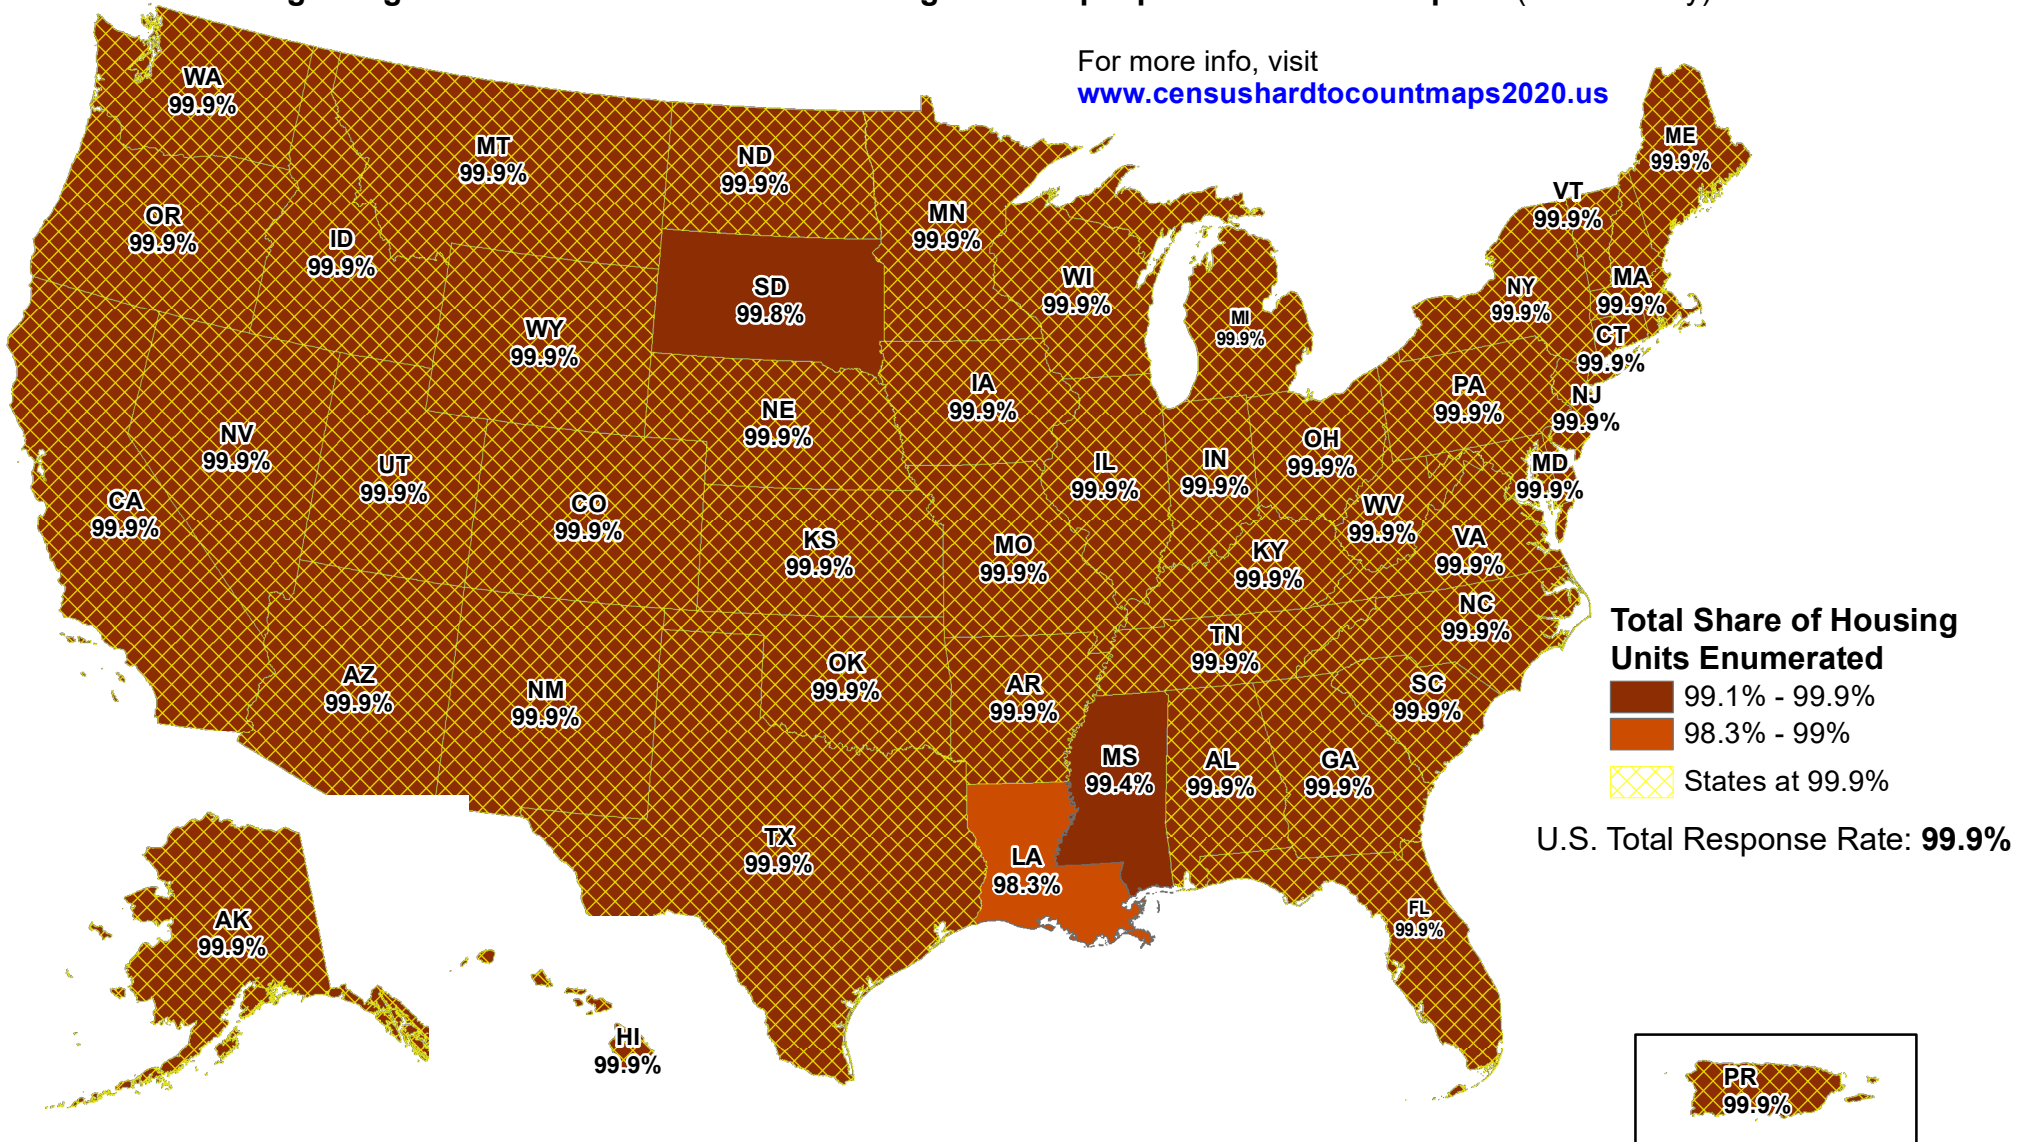 For more info, visit
www.censushardtocountmaps2020.us
WA
99.9%
MT
99.9%
ND
99.9%
MN
99.9%
ME
99.9%
VT
99.9%
OR
99.9%
ID
99.9%
WI
99.9%
MI
99.9%
NY
99.9%
MA
99.9%
CT
99.9%
SD
99.8%
WY
99.9%
IA
99.9%
PA
99.9%
NJ
99.9%
NE
99.9%
NV
99.9%
UT
99.9%
IL
99.9%
IN
99.9%
OH
99.9%
MD
99.9%
CA
99.9%
CO
99.9%
KS
99.9%
MO
99.9%
KY
99.9%
WV
99.9%
VA
99.9%
NC
99.9%
TN
99.9%
AZ
99.9%
NM
99.9%
OK
99.9%
AR
99.9%
SC
99.9%
MS
99.4%
AL
99.9%
GA
99.9%
TX
99.9%
LA
98.3%
FL
99.9%
AK
99.9%
HI
99.9%
PR
99.9%
Total Share of Housing
Units Enumerated
99.1% - 99.9%
98.3% - 99%
States at 99.9%
U.S. Total Response Rate: 99.9%